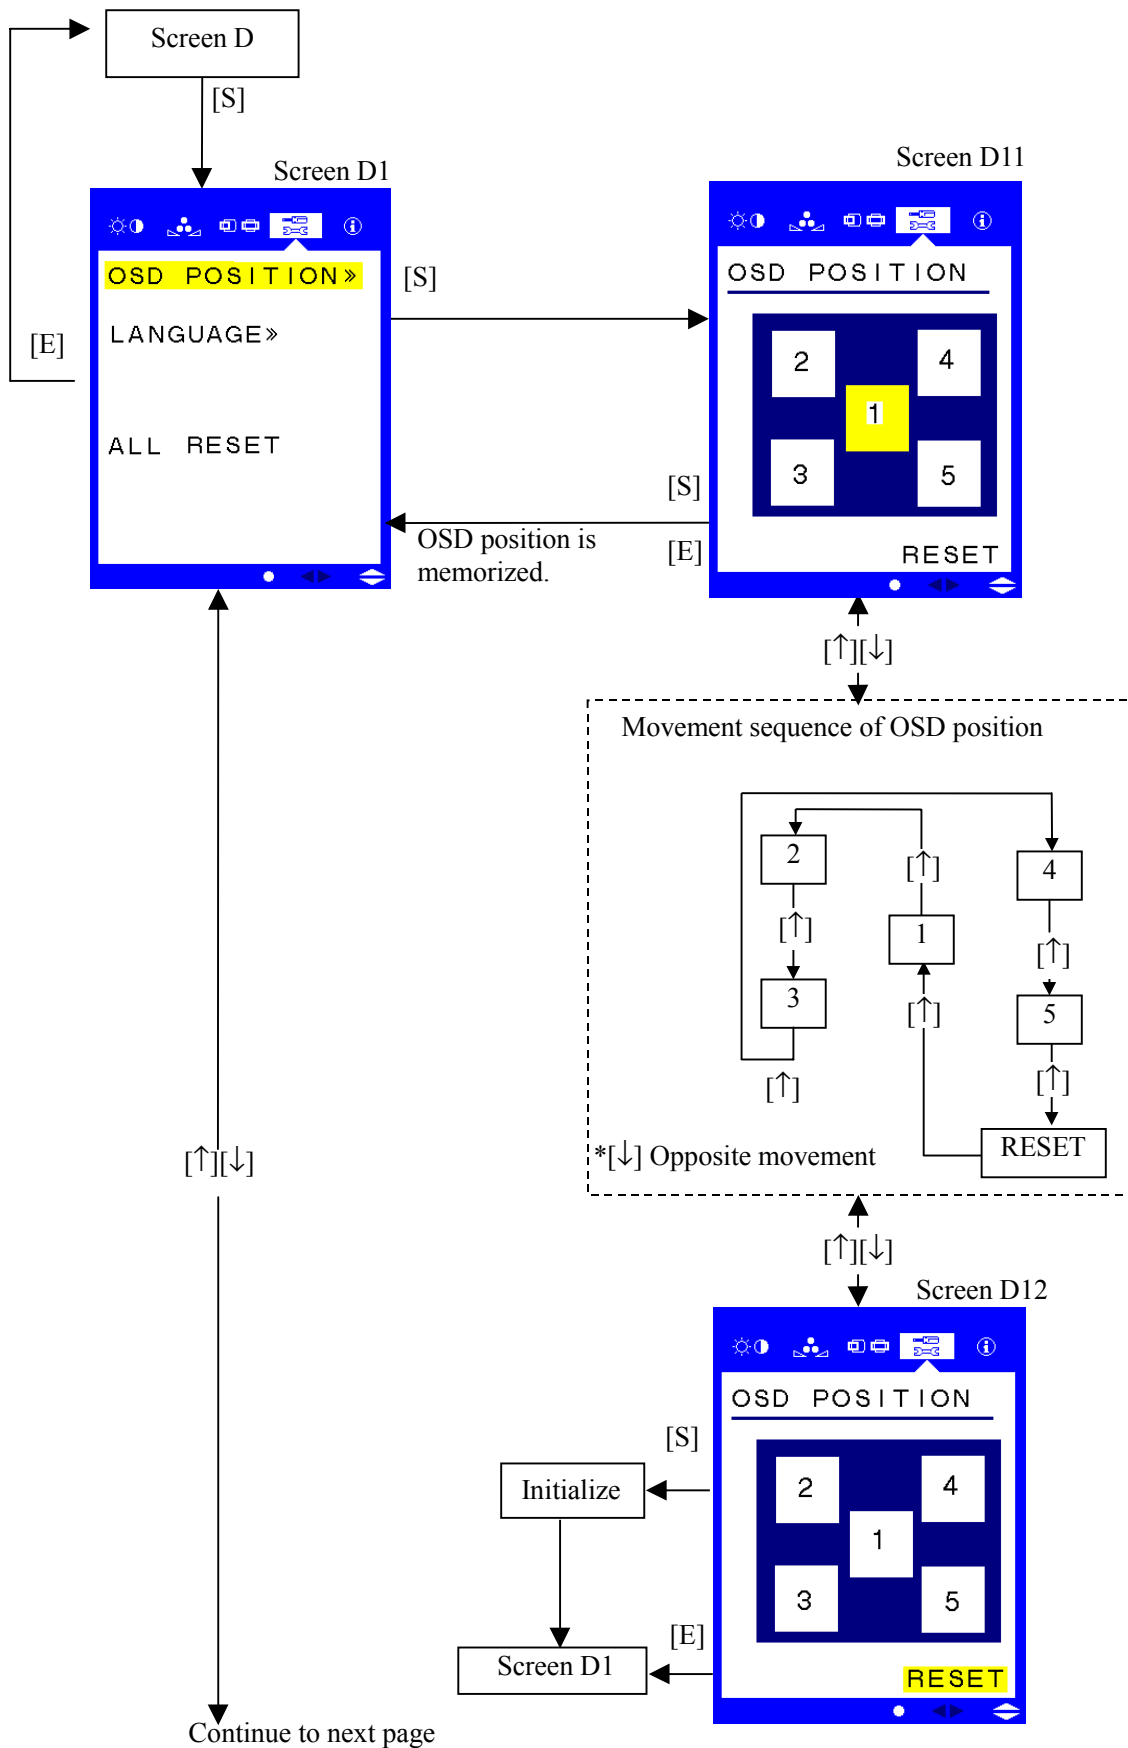 Screen D
[S]
Screen D1
Screen D11
OSD POSITION»
LANGUAGE»
ALL RESET
[E]
[S]
OSD POSITION
2
4
1
3
5
RESET
[S]
[E]
OSD position is
memorized.
[↑][↓]
Movement sequence of OSD position
2
[↑]
4
[↑]
1
[↑]
3
[↑]
5
[↑]
[↑]
RESET
*[↓] Opposite movement
[↑][↓]
[↑][↓]
Screen D12
OSD POSITION
2
4
1
3
5
RESET
[S]
Initialize
[E]
Screen D1
Continue to next page